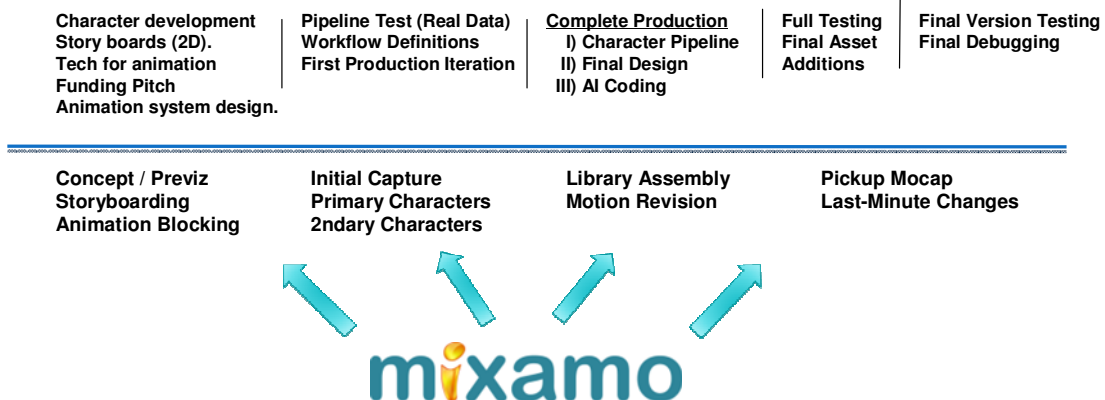 Character development
Story boards (2D).
Tech for animation
Funding Pitch
Animation system design.
Pipeline Test (Real Data)
Workflow Definitions
First Production Iteration
Complete Production
I) Character Pipeline
II) Final Design
III) AI Coding
Full Testing
Final Asset
Additions
Final Version Testing
Final Debugging
Concept / Previz
Storyboarding
Animation Blocking
Initial Capture
Primary Characters
2ndary Characters
Library Assembly
Motion Revision
Pickup Mocap
Last-Minute Changes
mixamo